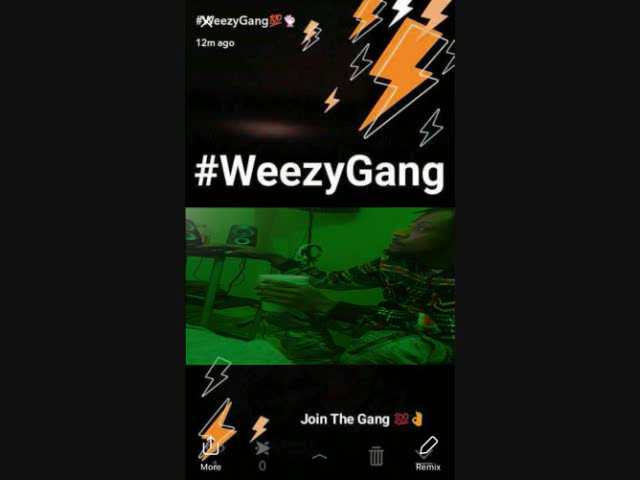 #WeezyGang💯
12m ago
#WeezyGang
Join The Gang 💯👌
0
More
Remix